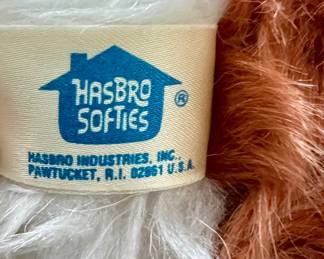 HASBRO
SOFTIES
®
HASBRO INDUSTRIES, INC.,
PAWTUCKET, R.I. 02861 U.S.A.